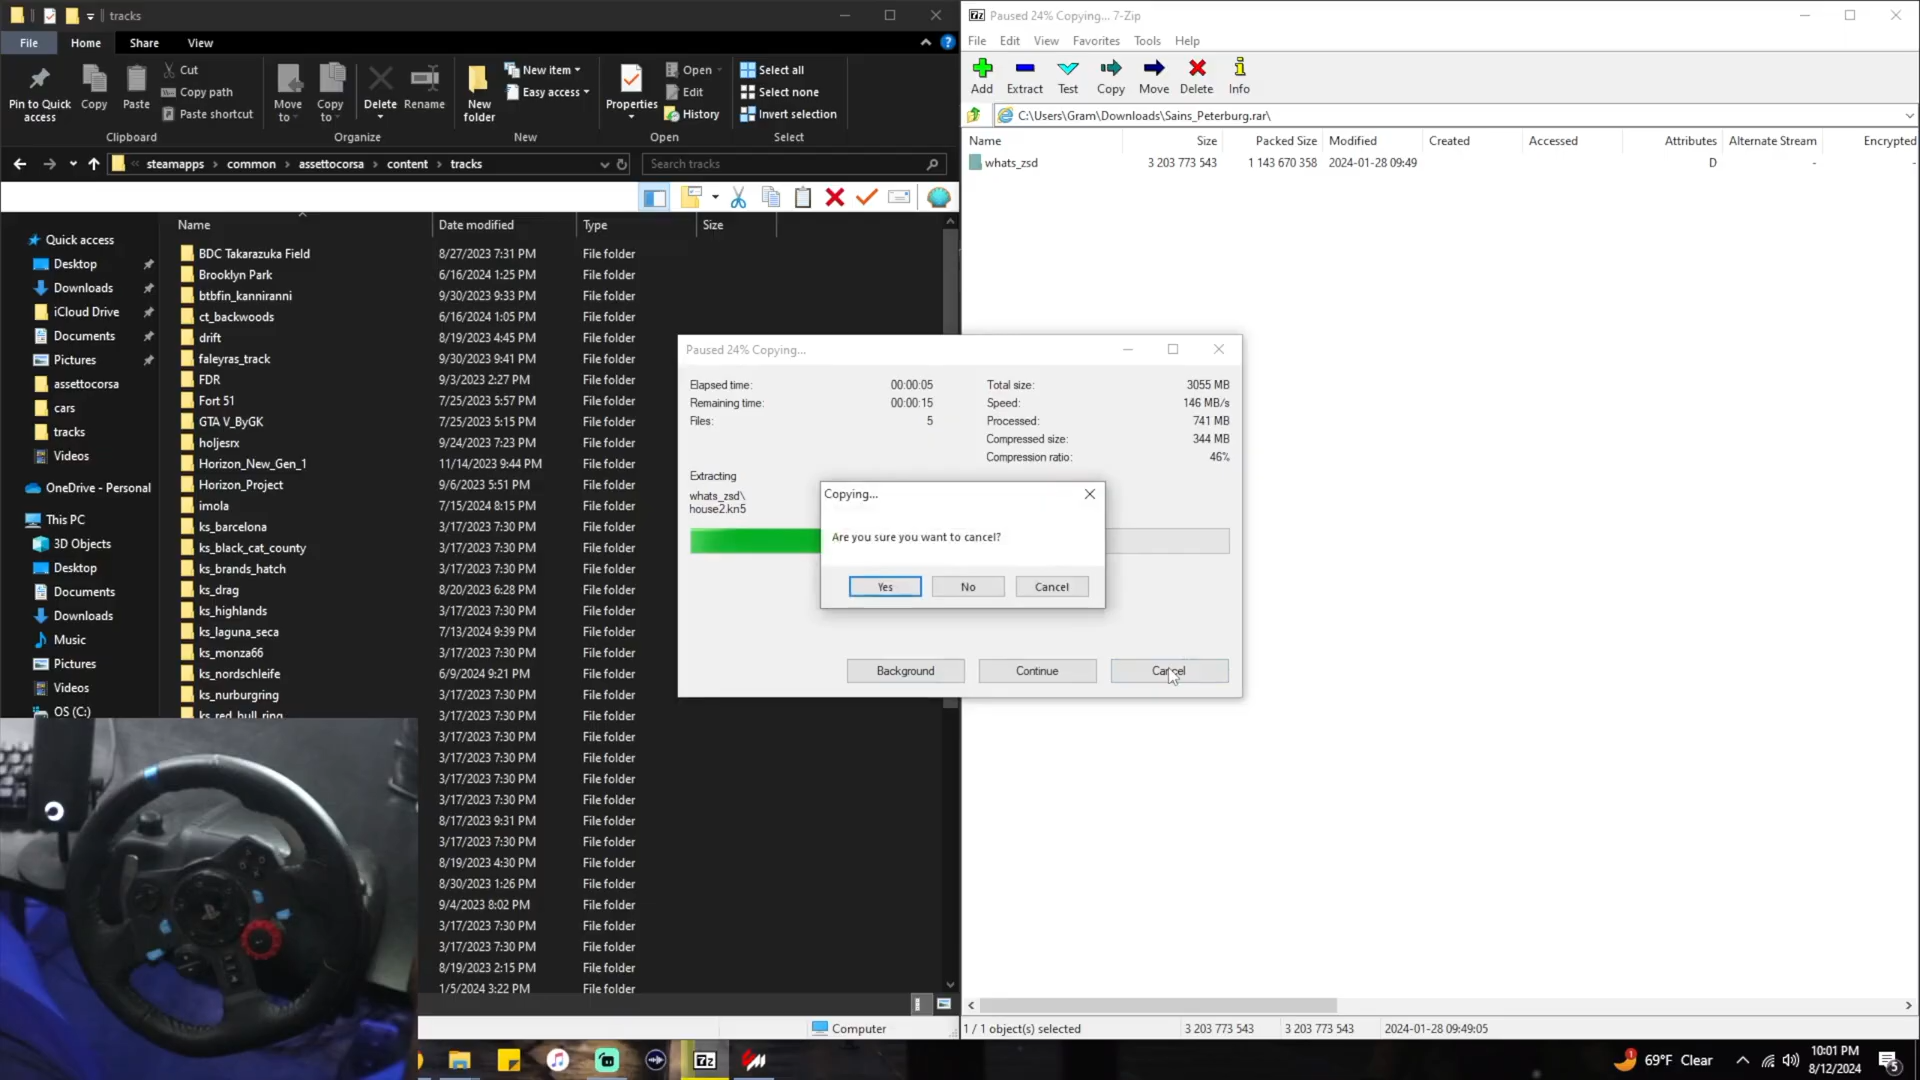 tracks
File Home Share View
Pin to Quick access
Copy
Paste
Cut
Copy path
Paste shortcut
Clipboard
Move to
Copy to
Delete
Rename
Organize
New folder
New item
Easy access
New
Properties
Open
Edit
History
Open
Select all
Select none
Invert selection
Select
steamapps > common > assettocorsa > content > tracks
Search tracks
Name Date modified Type Size
Quick access
Desktop
Downloads
iCloud Drive
Documents
Pictures
assettocorsa
cars
tracks
Videos
OneDrive - Personal
This PC
3D Objects
Desktop
Documents
Downloads
Music
Pictures
Videos
OS (C:)
BDC Takarazuka Field 8/27/2023 7:31 PM File folder
Brooklyn Park 6/16/2024 1:25 PM File folder
btbfin_kanniranni 9/30/2023 9:33 PM File folder
ct_backwoods 6/16/2024 1:05 PM File folder
drift 8/19/2023 4:45 PM File folder
faleyras_track 9/30/2023 9:41 PM File folder
FDR 9/3/2023 2:27 PM File folder
Fort 51 7/25/2023 5:57 PM File folder
GTA V_ByGK 7/25/2023 5:15 PM File folder
holjesrx 9/24/2023 7:23 PM File folder
Horizon_New_Gen_1 11/14/2023 9:44 PM File folder
Horizon_Project 9/6/2023 5:51 PM File folder
imola 7/15/2024 8:15 PM File folder
ks_barcelona 3/17/2023 7:30 PM File folder
ks_black_cat_county 3/17/2023 7:30 PM File folder
ks_brands_hatch 3/17/2023 7:30 PM File folder
ks_drag 8/20/2023 6:28 PM File folder
ks_highlands 3/17/2023 7:30 PM File folder
ks_laguna_seca 7/13/2024 9:39 PM File folder
ks_monza66 3/17/2023 7:30 PM File folder
ks_nordschleife 6/9/2024 9:21 PM File folder
ks_nurburgring 3/17/2023 7:30 PM File folder
ks_red_bull_ring 3/17/2023 7:30 PM File folder
3/17/2023 7:30 PM File folder
3/17/2023 7:30 PM File folder
3/17/2023 7:30 PM File folder
3/17/2023 7:30 PM File folder
8/17/2023 9:31 PM File folder
3/17/2023 7:30 PM File folder
8/19/2023 4:30 PM File folder
8/30/2023 1:26 PM File folder
9/4/2023 8:02 PM File folder
3/17/2023 7:30 PM File folder
3/17/2023 7:30 PM File folder
8/19/2023 2:15 PM File folder
1/5/2024 3:22 PM File folder
Computer
7z Paused 24% Copying... 7-Zip
File Edit View Favorites Tools Help
Add Extract Test Copy Move Delete Info
C:\Users\Gram\Downloads\Sains_Peterburg.rar\
Name Size Packed Size Modified Created Accessed Attributes Alternate Stream Encrypted
whats_zsd 3 203 773 543 1 143 670 358 2024-01-28 09:49 D - -
Paused 24% Copying...
Elapsed time: 00:00:05 Total size: 3055 MB
Remaining time: 00:00:15 Speed: 146 MB/s
Files: 5 Processed: 741 MB
Compressed size: 344 MB
Compression ratio: 46%
Extracting
whats_zsd\
house2.kn5
Copying...
Are you sure you want to cancel?
Yes No Cancel
Background Continue Cancel
1 / 1 object(s) selected 3 203 773 543 3 203 773 543 2024-01-28 09:49:05
7z
1
69°F Clear
10:01 PM
8/12/2024
5